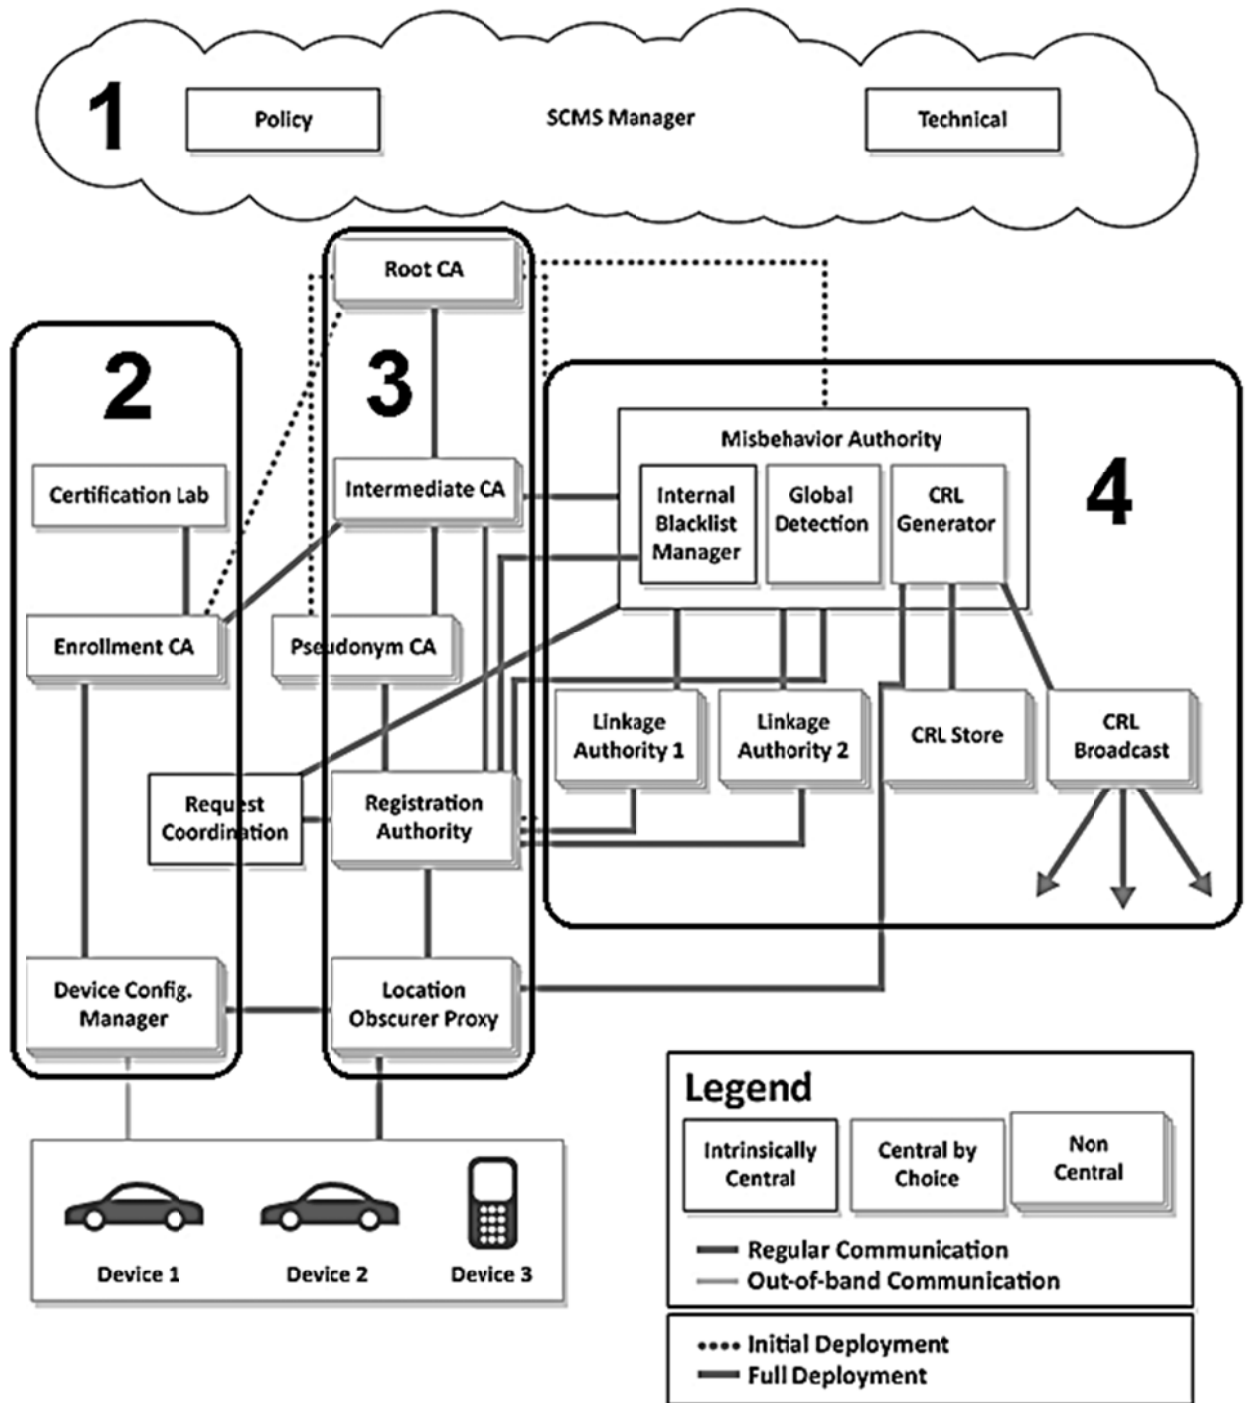 1
Policy
SCMS Manager
Technical
Root CA
2
3
4
Misbehavior Authority
Certification Lab
Intermediate CA
Internal
Blacklist
Manager
Global
Detection
CRL
Generator
Enrollment CA
Pseudonym CA
Linkage
Authority 1
Linkage
Authority 2
CRL Store
CRL
Broadcast
Request
Coordination
Registration
Authority
Device Config.
Manager
Location
Obscurer Proxy
Device 1
Device 2
Device 3
Legend
Intrinsically
Central
Central by
Choice
Non
Central
Regular Communication
Out-of-band Communication
Initial Deployment
Full Deployment